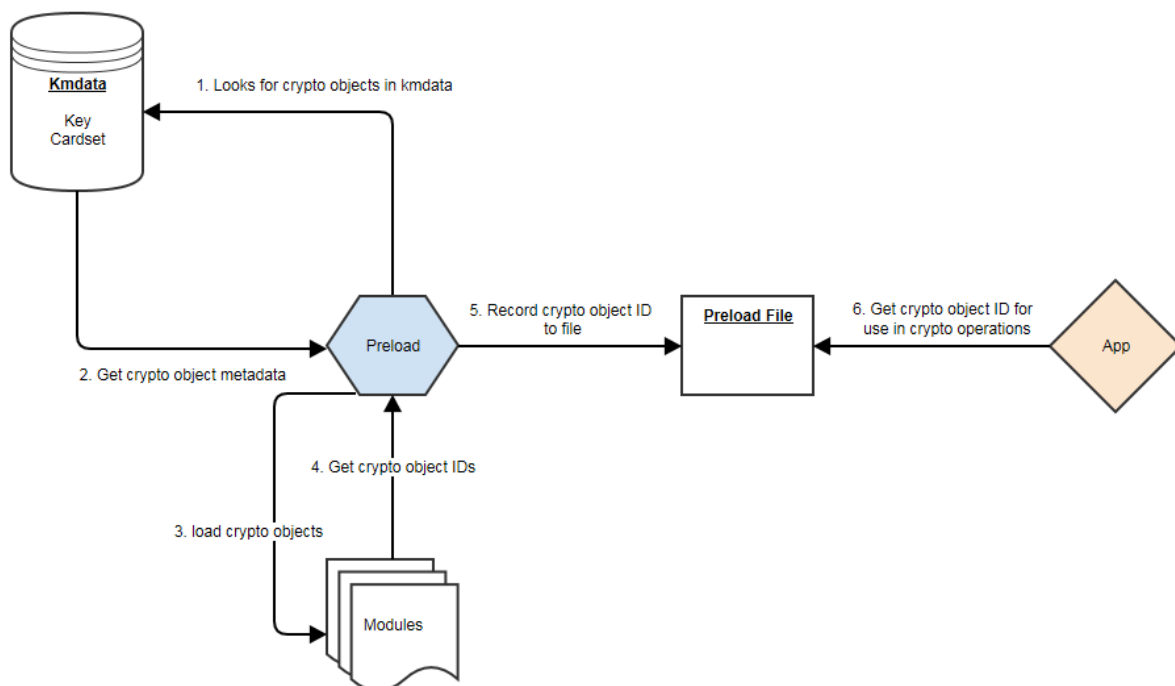 Kmdata
Key
Cardset
1. Looks for crypto objects in kmdata
2. Get crypto object metadata
Preload
5. Record crypto object ID
to file
Preload File
6. Get crypto object ID for
use in crypto operations
App
4. Get crypto object IDs
3. load crypto objects
Modules